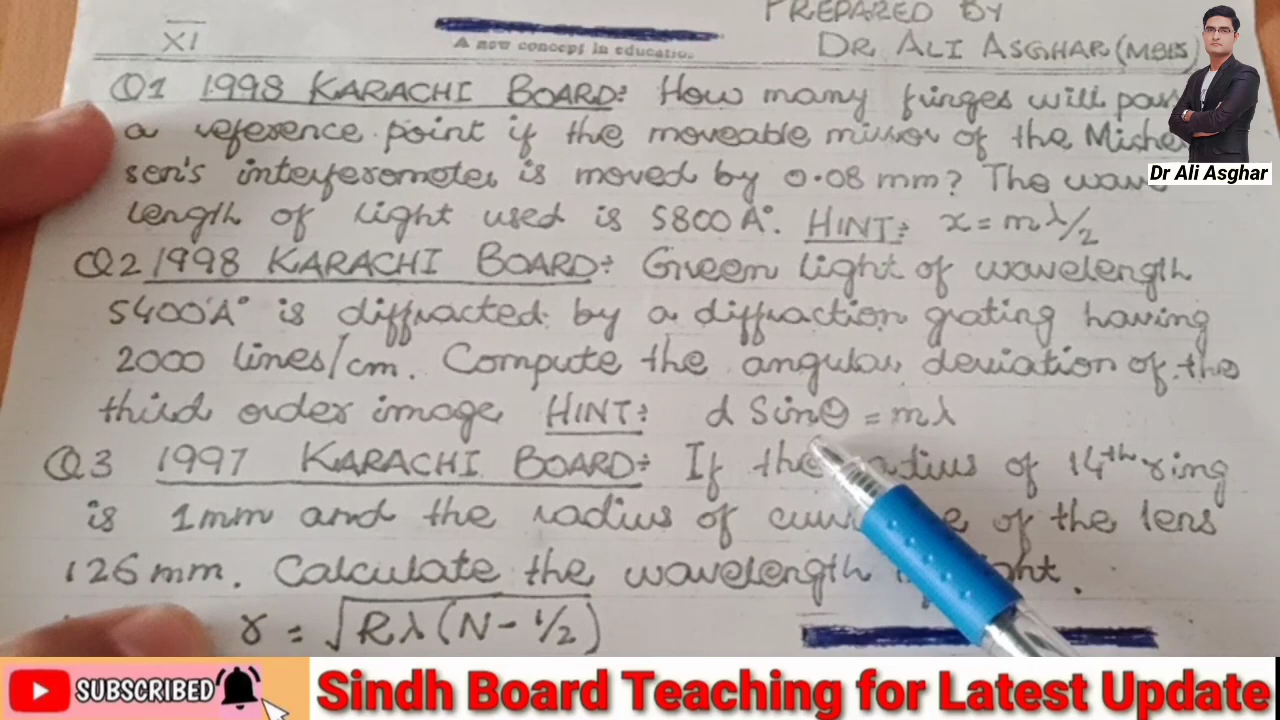 PREPARED BY
XI
A new concept in educatio
DR ALI ASGHAR (MBBS)
Q1 1998 KARACHI BOARD: How many fringes will pass
a reference point if the moveable mirror of the Michel
sen's interferometer is moved by 0.08 mm? The wave
length of light used is 5800 A°. HINT: x = mλ/2
Dr Ali Asghar
Q2 1998 KARACHI BOARD: Green light of wavelength
5400 A° is diffracted by a diffraction grating having
2000 lines/cm. Compute the angular deviation of the
third order image HINT: d Sinθ = mλ
Q3 1997 KARACHI BOARD: If the radius of 14th ring
is 1mm and the radius of of the lens
126 mm. Calculate the wavelength
r = √Rλ(N - 1/2)
SUBSCRIBED
Sindh Board Teaching for Latest Update